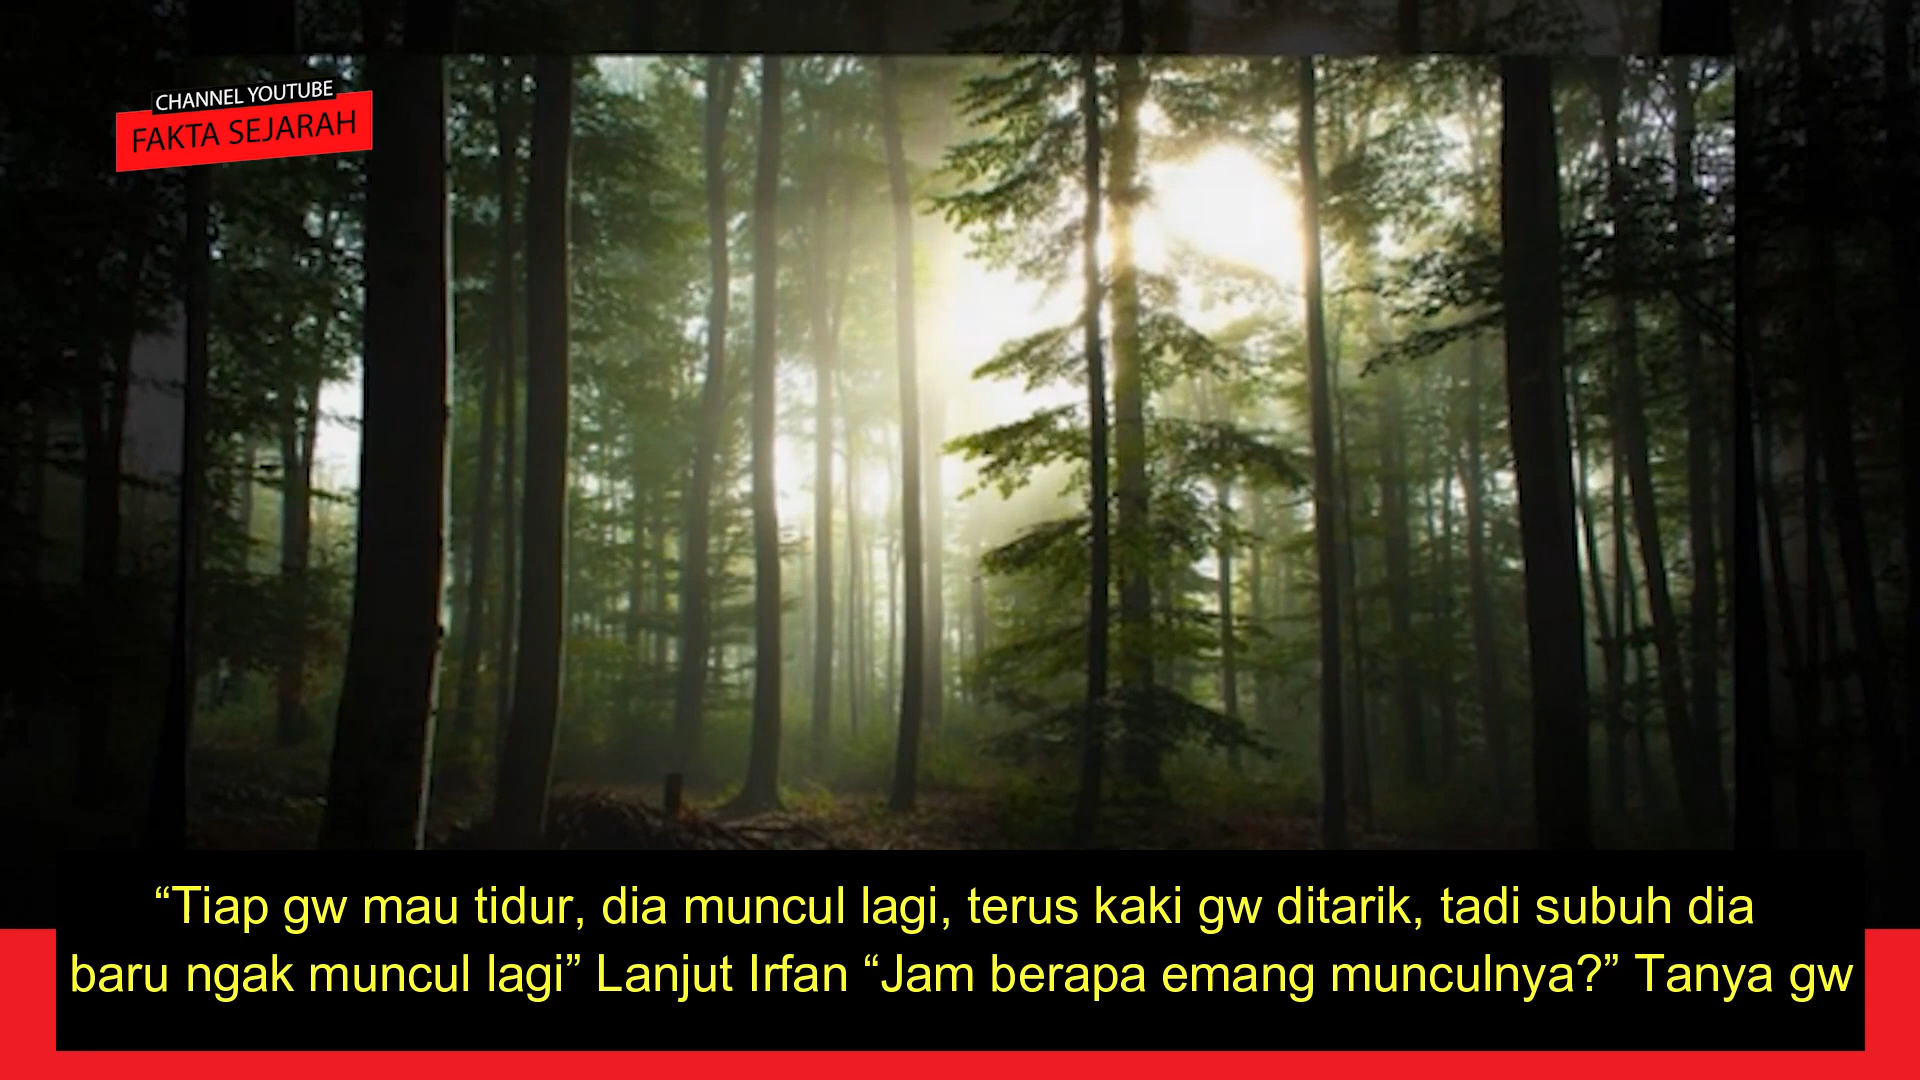 CHANNEL YOUTUBE
FAKTA SEJARAH
“Tiap gw mau tidur, dia muncul lagi, terus kaki gw ditarik, tadi subuh dia
baru ngak muncul lagi” Lanjut Irfan “Jam berapa emang munculnya?” Tanya gw